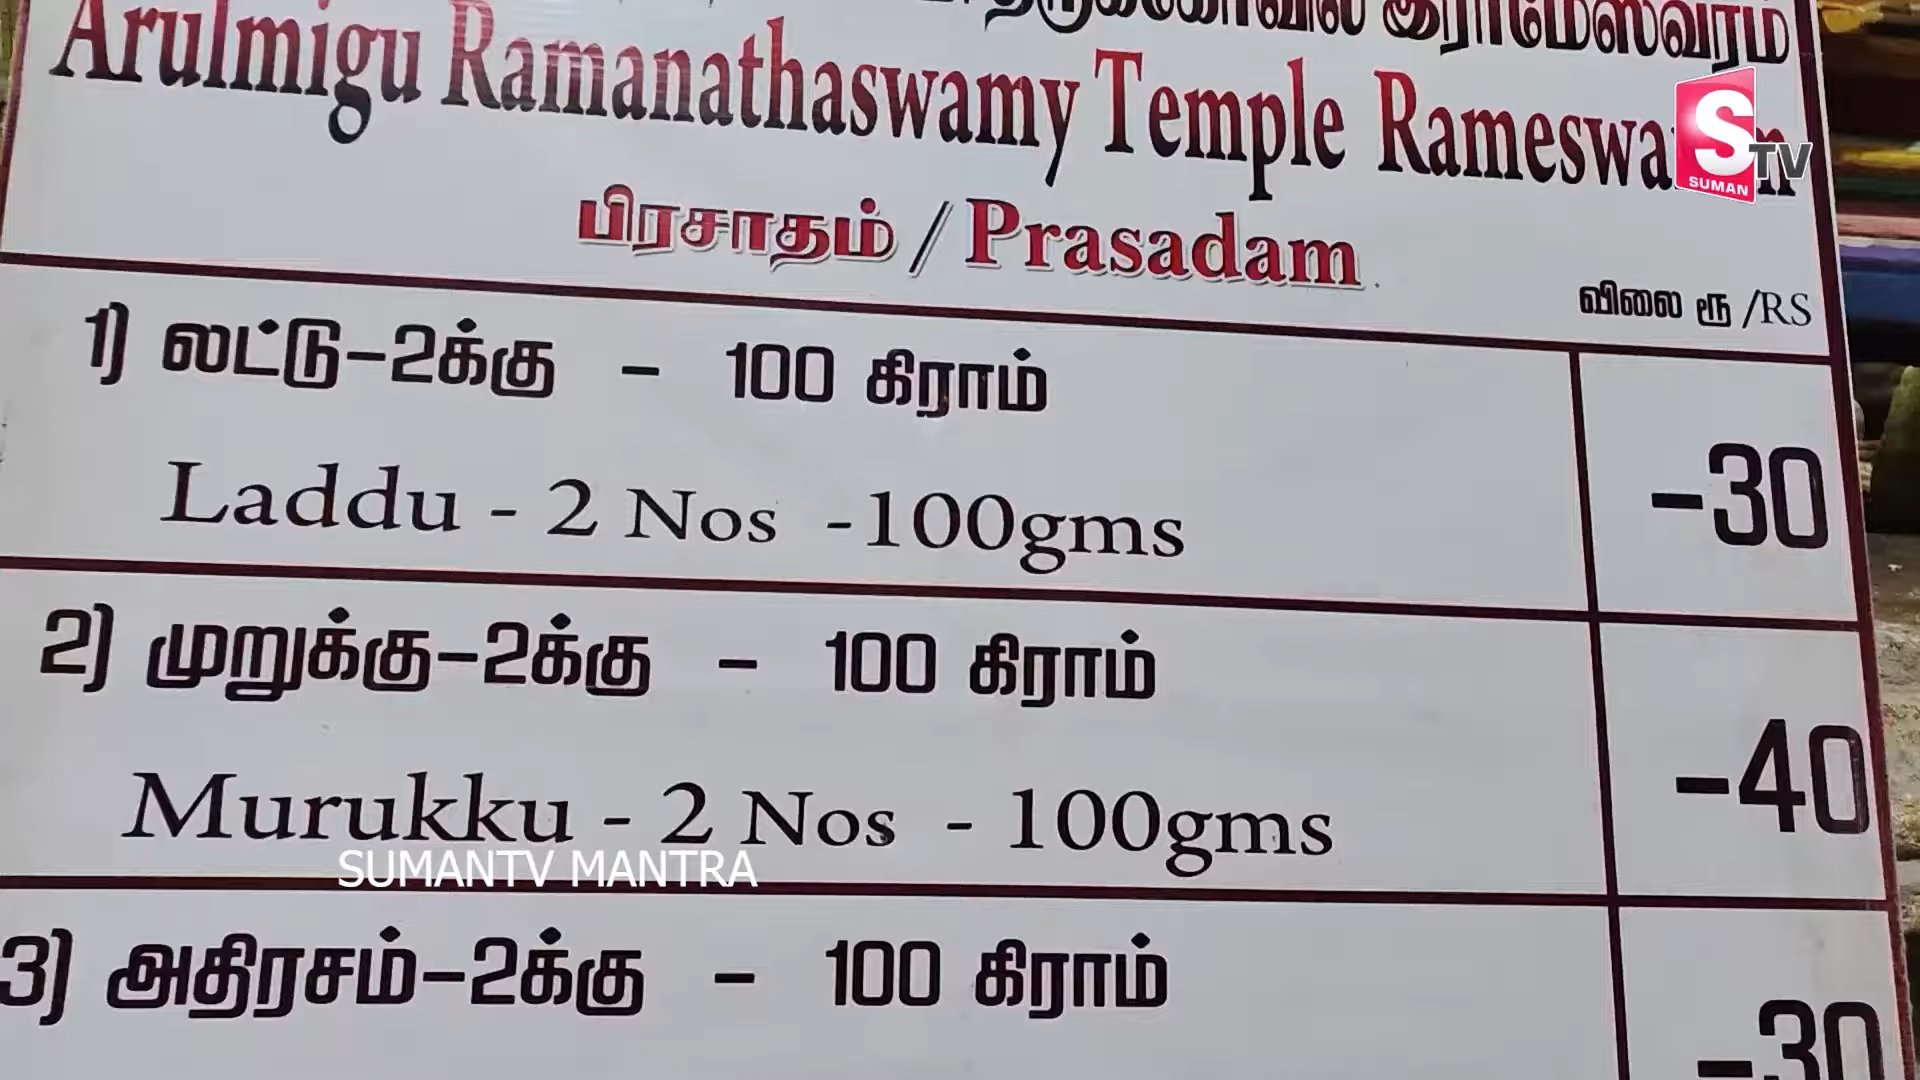 இராமேஸ்வரம்
Arulmigu Ramanathaswamy Temple
பிரசாதம் / Prasadam
விலை ரூ /RS
1) லட்டு-2க்கு - 100 கிராம்
Laddu - 2 Nos -100gms
-30
2) முறுக்கு-2க்கு - 100 கிராம்
Murukku - 2 Nos - 100gms
-40
3) அதிரசம்-2க்கு - 100 கிராம்
-30
S TV
SUMAN
SUMANTV MANTRA